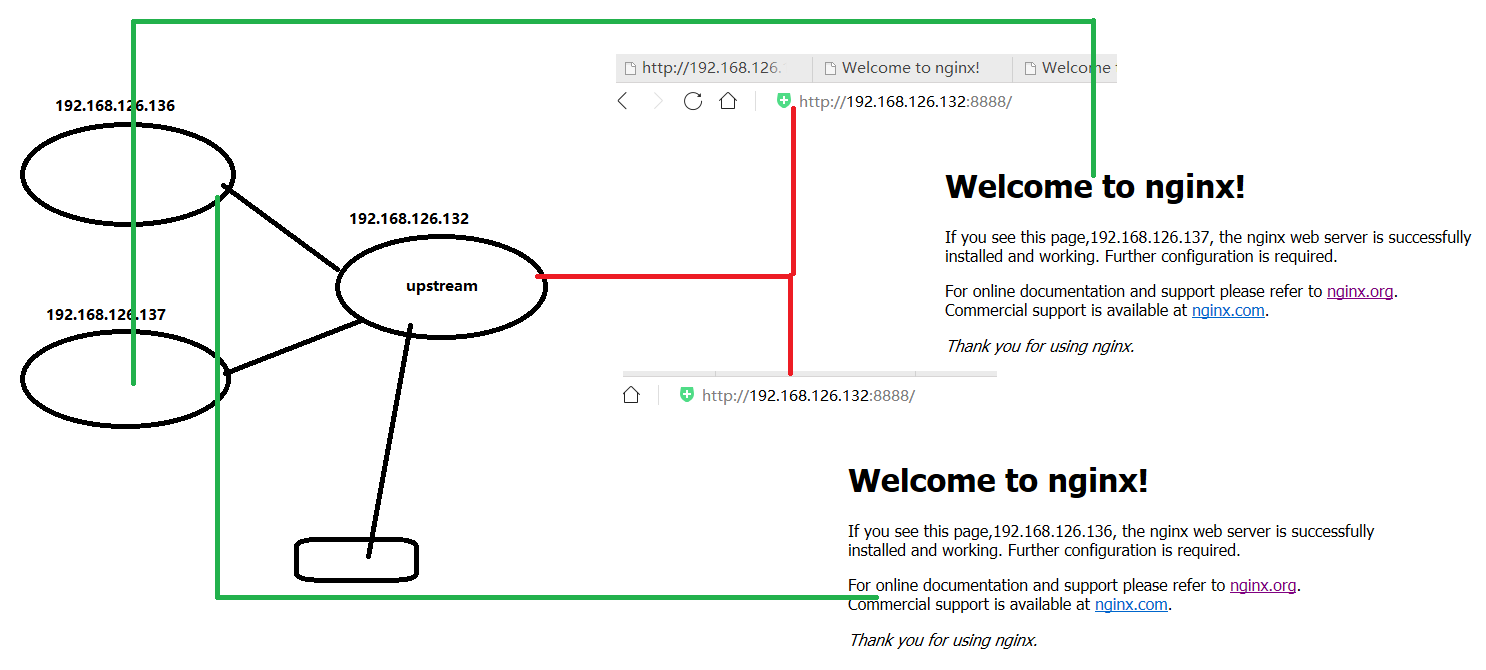 192.168.126.136
192.168.126.137
192.168.126.132
upstream
http://192.168.126.
Welcome to nginx!
Welcome
http://192.168.126.132:8888/
Welcome to nginx!
If you see this page,192.168.126.137, the nginx web server is successfully
installed and working. Further configuration is required.
For online documentation and support please refer to nginx.org.
Commercial support is available at nginx.com.
Thank you for using nginx.
http://192.168.126.132:8888/
Welcome to nginx!
If you see this page,192.168.126.136, the nginx web server is successfully
installed and working. Further configuration is required.
For online documentation and support please refer to nginx.org.
Commercial support is available at nginx.com.
Thank you for using nginx.